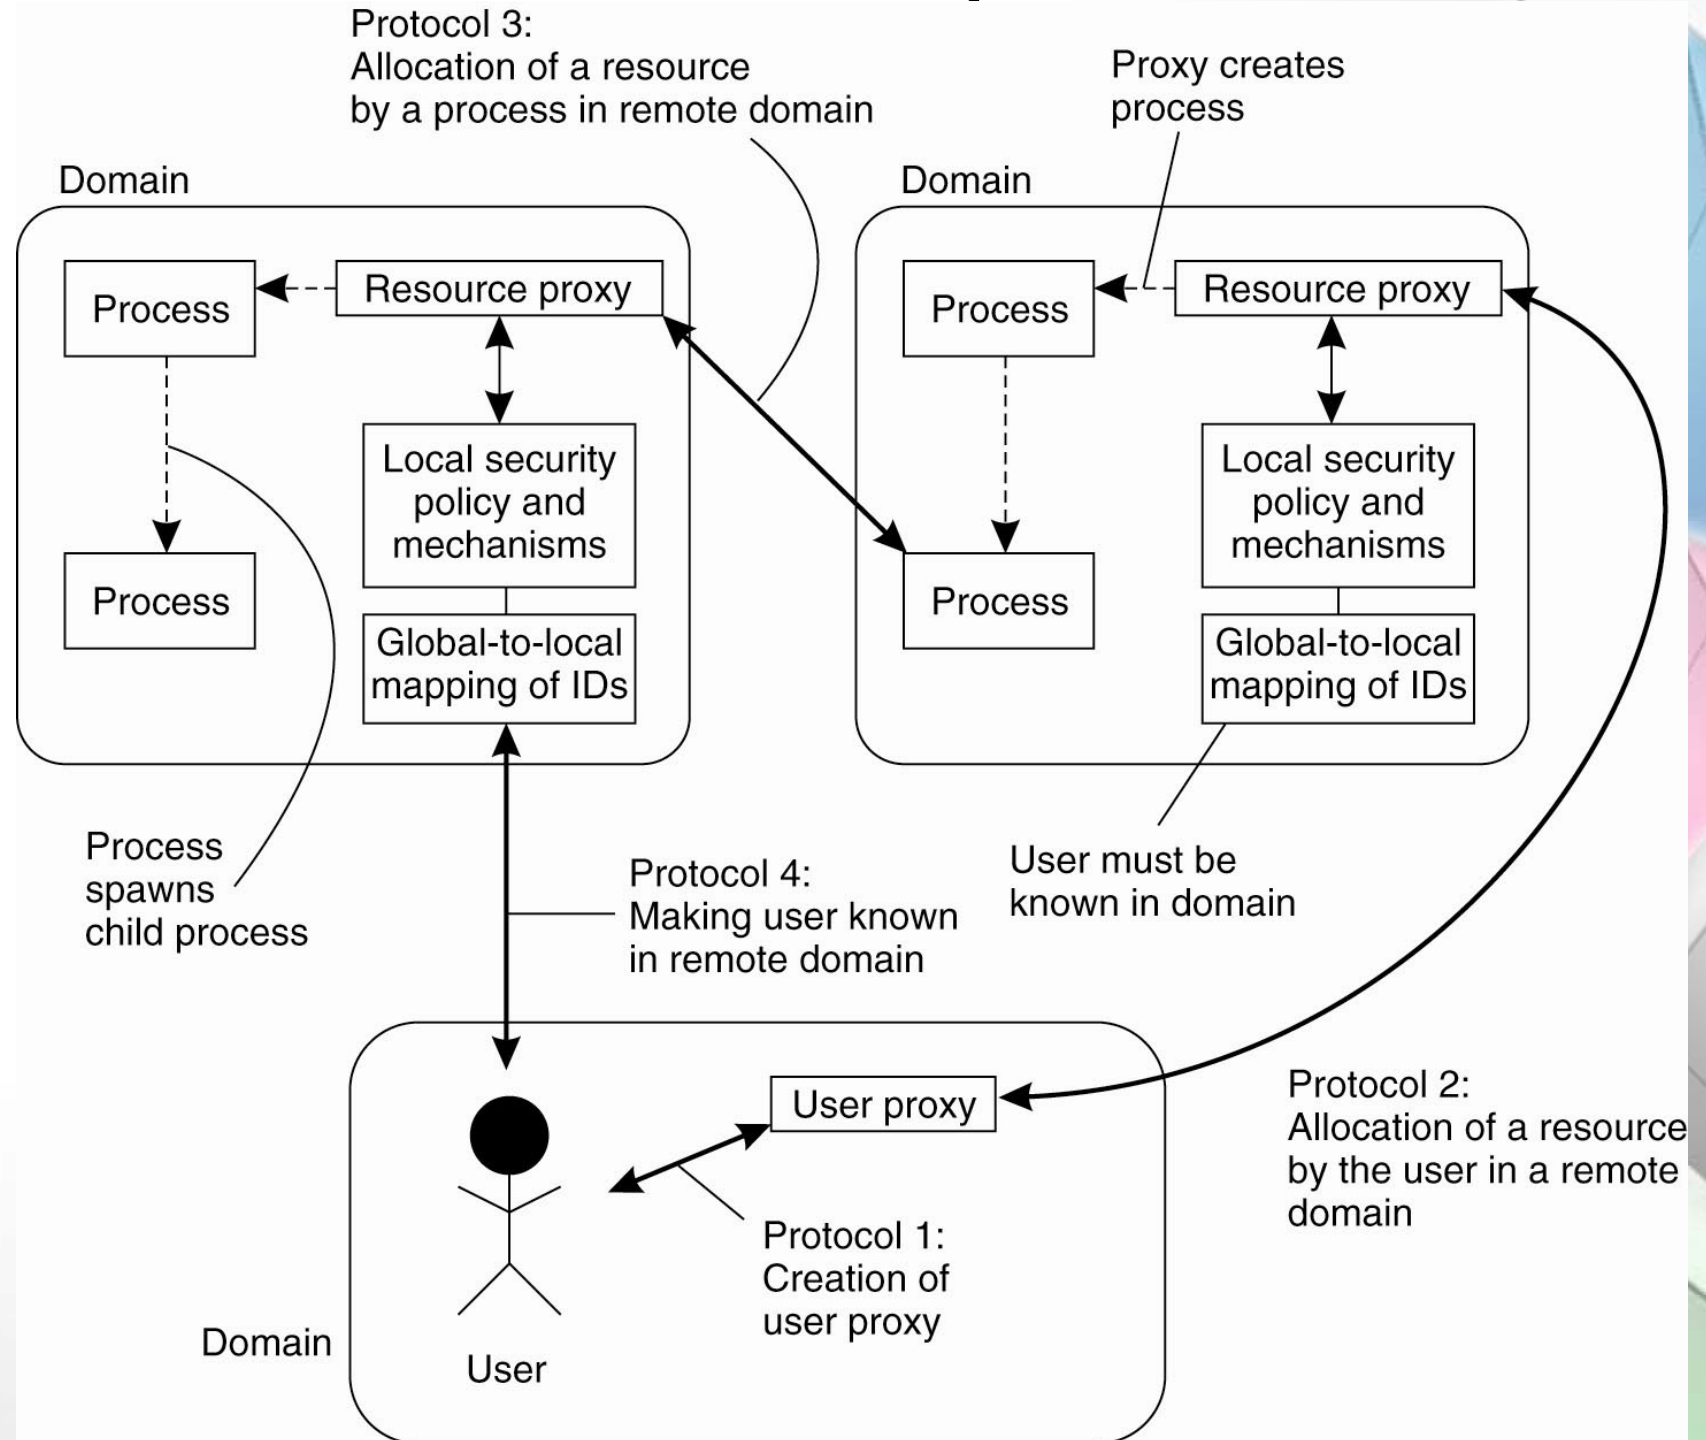 Protocol 3:
Allocation of a resource
by a process in remote domain
Proxy creates
process
Domain
Domain
Process
Resource proxy
Process
Resource proxy
Local security
policy and
mechanisms
Local security
policy and
mechanisms
Process
Global-to-local
mapping of IDs
Process
Global-to-local
mapping of IDs
Process
spawns
child process
Protocol 4:
Making user known
in remote domain
User must be
known in domain
User proxy
Protocol 2:
Allocation of a resource
by the user in a remote
domain
Protocol 1:
Creation of
user proxy
Domain
User